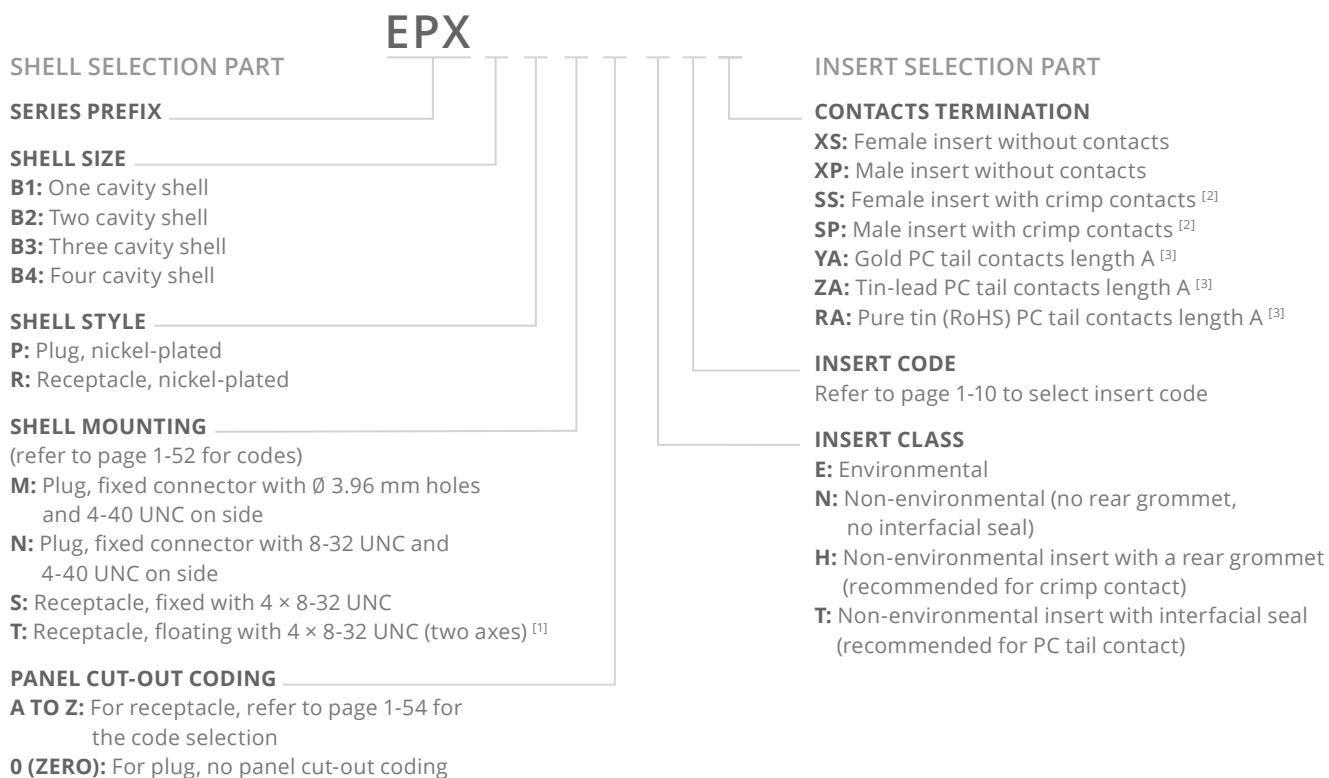 EPX
SHELL SELECTION PART
SERIES PREFIX
SHELL SIZE
B1: One cavity shell
B2: Two cavity shell
B3: Three cavity shell
B4: Four cavity shell
SHELL STYLE
P: Plug, nickel-plated
R: Receptacle, nickel-plated
SHELL MOUNTING
(refer to page 1-52 for codes)
M: Plug, fixed connector with Ø 3.96 mm holes
and 4-40 UNC on side
N: Plug, fixed connector with 8-32 UNC and
4-40 UNC on side
S: Receptacle, fixed with 4 × 8-32 UNC
T: Receptacle, floating with 4 × 8-32 UNC (two axes) [1]
PANEL CUT-OUT CODING
A TO Z: For receptacle, refer to page 1-54 for
the code selection
0 (ZERO): For plug, no panel cut-out coding
INSERT SELECTION PART
CONTACTS TERMINATION
XS: Female insert without contacts
XP: Male insert without contacts
SS: Female insert with crimp contacts [2]
SP: Male insert with crimp contacts [2]
YA: Gold PC tail contacts length A [3]
ZA: Tin-lead PC tail contacts length A [3]
RA: Pure tin (RoHS) PC tail contacts length A [3]
INSERT CODE
Refer to page 1-10 to select insert code
INSERT CLASS
E: Environmental
N: Non-environmental (no rear grommet,
no interfacial seal)
H: Non-environmental insert with a rear grommet
(recommended for crimp contact)
T: Non-environmental insert with interfacial seal
(recommended for PC tail contact)